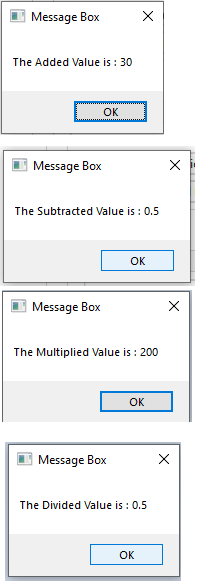 Message Box
The Added Value is : 30
OK
Message Box
The Subtracted Value is : 0.5
OK
Message Box
The Multiplied Value is : 200
OK
Message Box
The Divided Value is : 0.5
OK